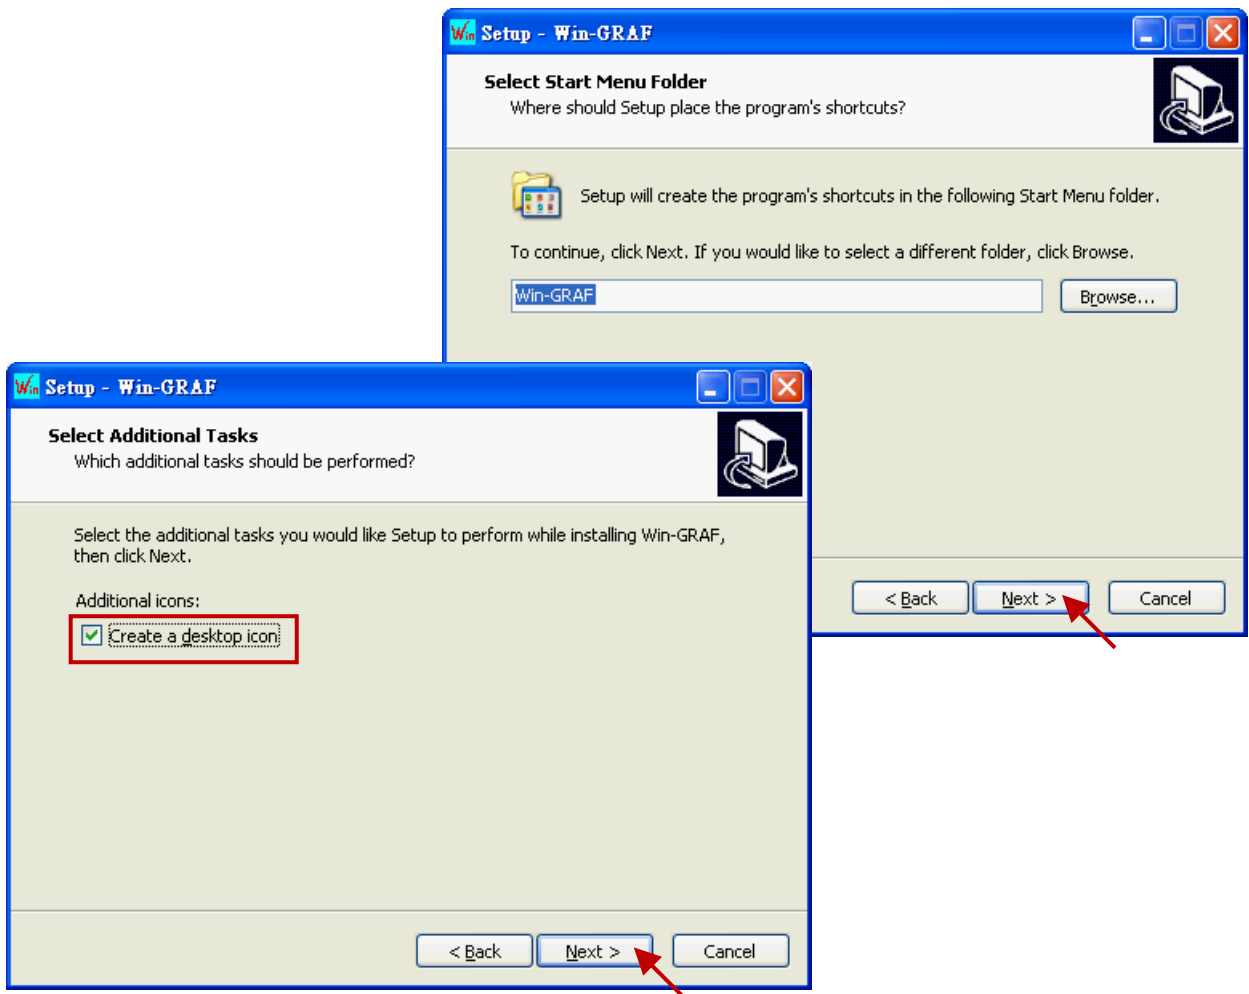 Win Setup - Win-GRAF
Select Start Menu Folder
Where should Setup place the program's shortcuts?
Setup will create the program's shortcuts in the following Start Menu folder.
To continue, click Next. If you would like to select a different folder, click Browse.
Win-GRAF
Browse...
< Back
Next >
Cancel
Win Setup - Win-GRAF
Select Additional Tasks
Which additional tasks should be performed?
Select the additional tasks you would like Setup to perform while installing Win-GRAF,
then click Next.
Additional icons:
Create a desktop icon
< Back
Next >
Cancel